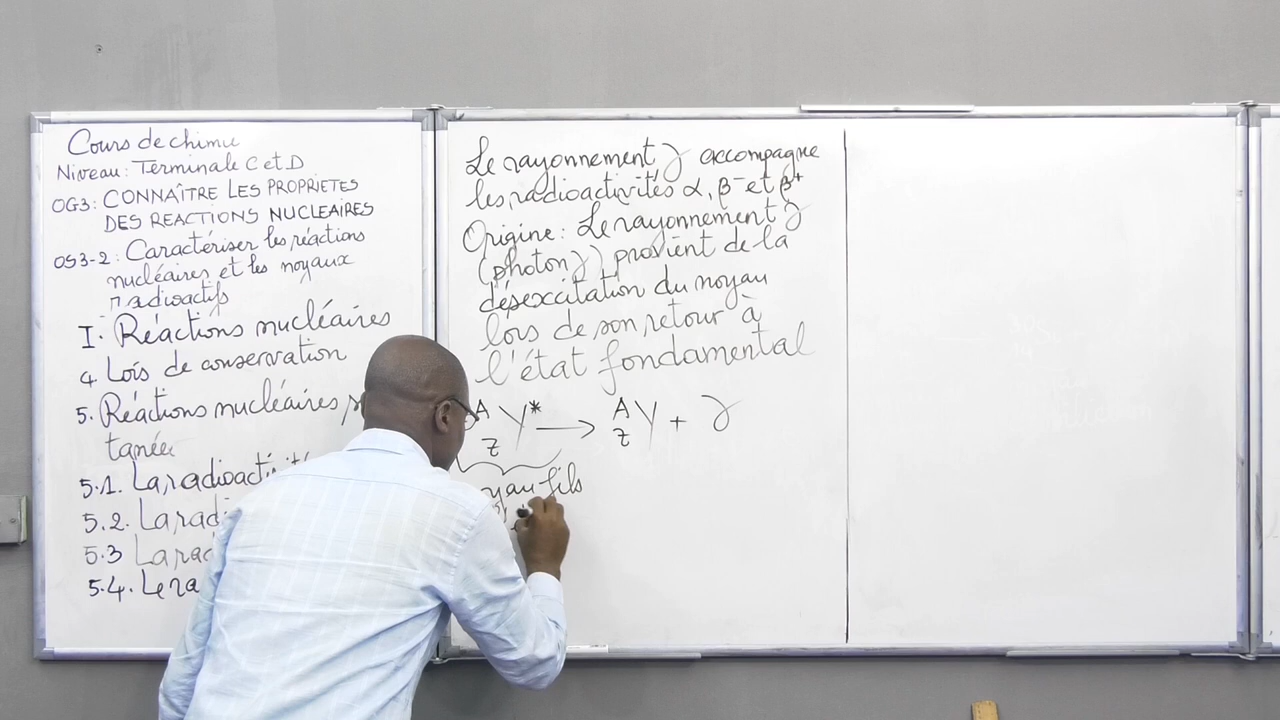 Cours de chimie
Niveau: Terminale C et D
OG3: CONNAÎTRE LES PROPRIETES
DES REACTIONS NUCLEAIRES
OS3-2: Caractériser les réactions
nucléaires et les noyaux
radioactifs
I. Réactions nucléaires
4. Lois de conservation
5. Réactions nucléaires
tanées
5.1. La radioactivité
5.2. La radi
5.3 La rad
5.4. Le ra
Le rayonnement γ accompagne
les radioactivités α, β⁻ et β⁺
Origine: Le rayonnement γ
(photon γ) provient de la
désexcitation du noyau
lors de son retour à
l'état fondamental
A Y* → A Y + γ
Z Z
yau fils